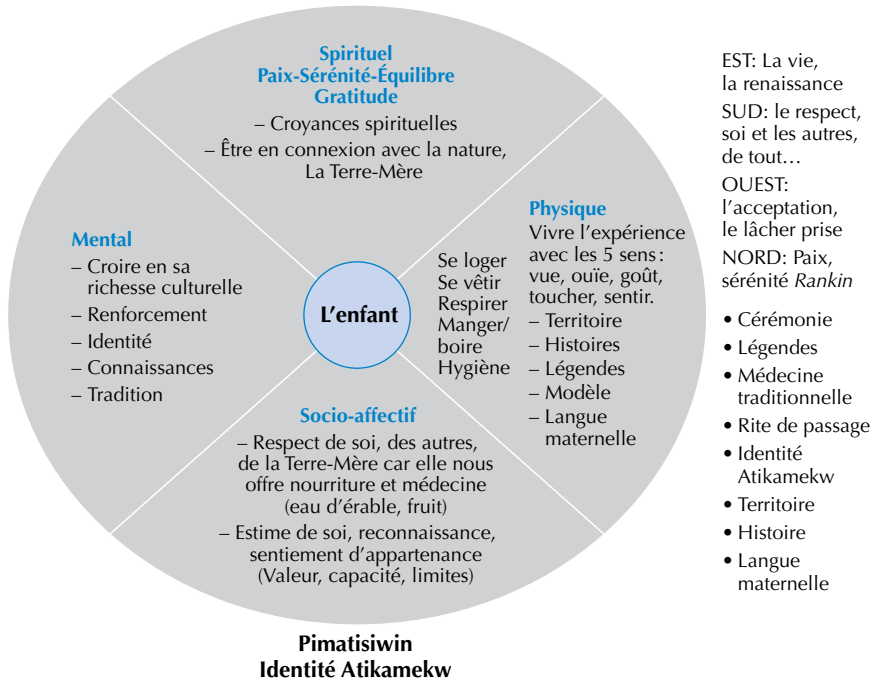 Spirituel
Paix-Sérénité-Équilibre
Gratitude
– Croyances spirituelles
– Être en connexion avec la nature,
La Terre-Mère
Mental
– Croire en sa
richesse culturelle
– Renforcement
– Identité
– Connaissances
– Tradition
L'enfant
Se loger
Se vêtir
Respirer
Manger/
boire
Hygiène
Physique
Vivre l'expérience
avec les 5 sens :
vue, ouïe, goût,
toucher, sentir.
– Territoire
– Histoires
– Légendes
– Modèle
– Langue
maternelle
Socio-affectif
– Respect de soi, des autres,
de la Terre-Mère car elle nous
offre nourriture et médecine
(eau d'érable, fruit)
– Estime de soi, reconnaissance,
sentiement d'appartenance
(Valeur, capacité, limites)
Pimatisiwin
Identité Atikamekw
EST: La vie,
la renaissance
SUD: le respect,
soi et les autres,
de tout…
OUEST:
l'acceptation,
le lâcher prise
NORD: Paix,
sérénité Rankin
• Cérémonie
• Légendes
• Médecine
traditionnelle
• Rite de passage
• Identité
Atikamekw
• Territoire
• Histoire
• Langue
maternelle